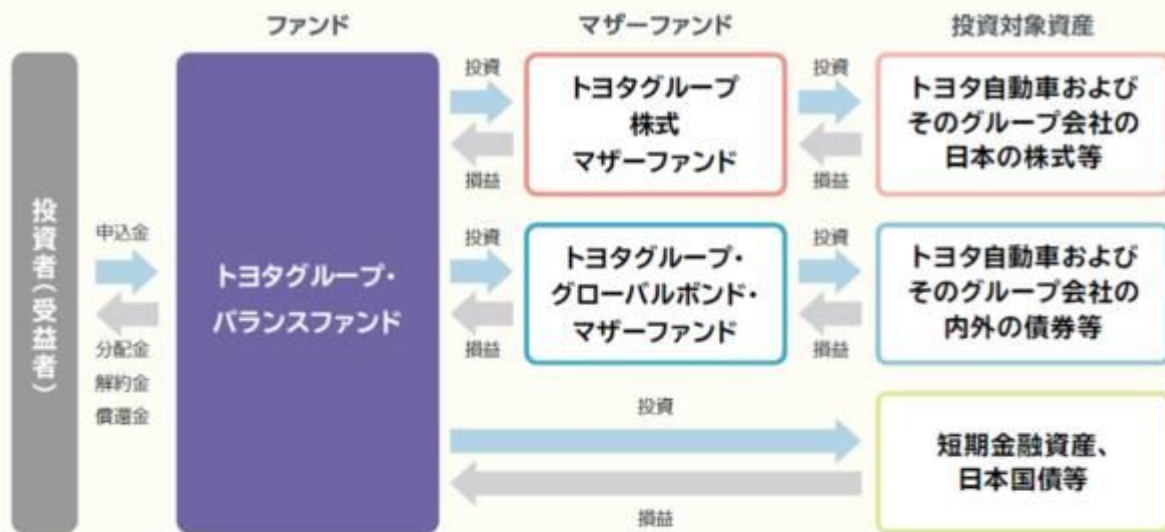 ファンド
マザーファンド
投資対象資産
投資者(受益者)
申込金
分配金
解約金
償還金
トヨタグループ・
バランスファンド
投資
損益
トヨタグループ
株式
マザーファンド
投資
損益
トヨタ自動車および
そのグループ会社の
日本の株式等
投資
損益
トヨタグループ・
グローバルボンド・
マザーファンド
投資
損益
トヨタ自動車および
そのグループ会社の
内外の債券等
投資
損益
短期金融資産、
日本国債等